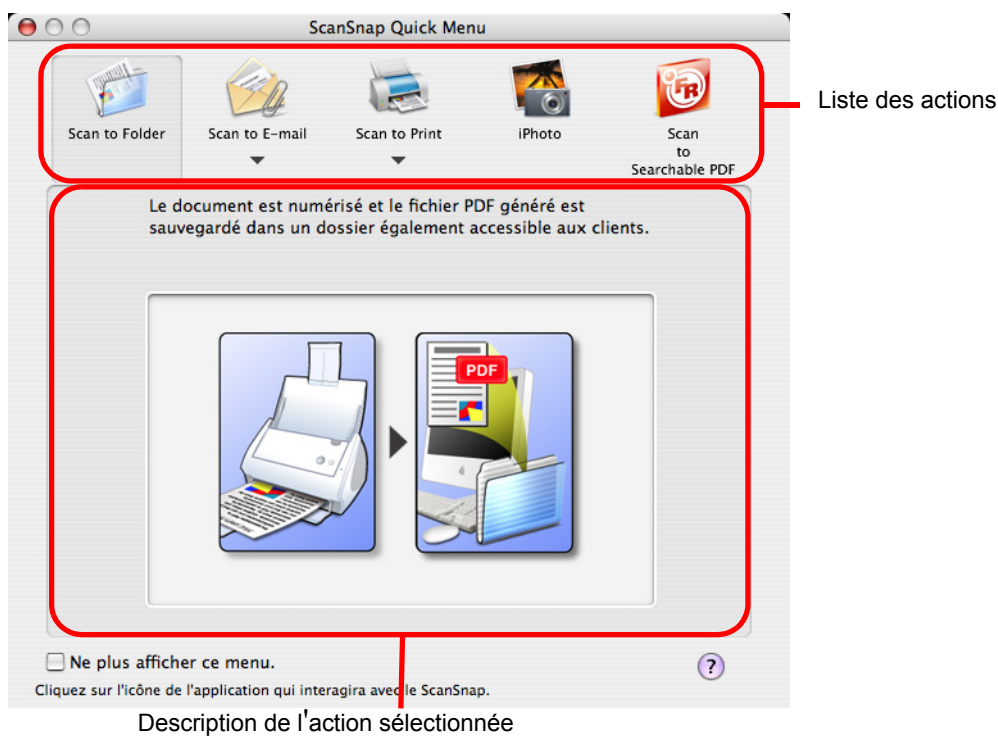 ScanSnap Quick Menu
Scan to Folder
Scan to E-mail
Scan to Print
iPhoto
Scan
to
Searchable PDF
Liste des actions
Le document est numérisé et le fichier PDF généré est
sauvegardé dans un dossier également accessible aux clients.
PDF
Ne plus afficher ce menu.
?
Cliquez sur l'icône de l'application qui interagira avec le ScanSnap.
Description de l'action sélectionnée